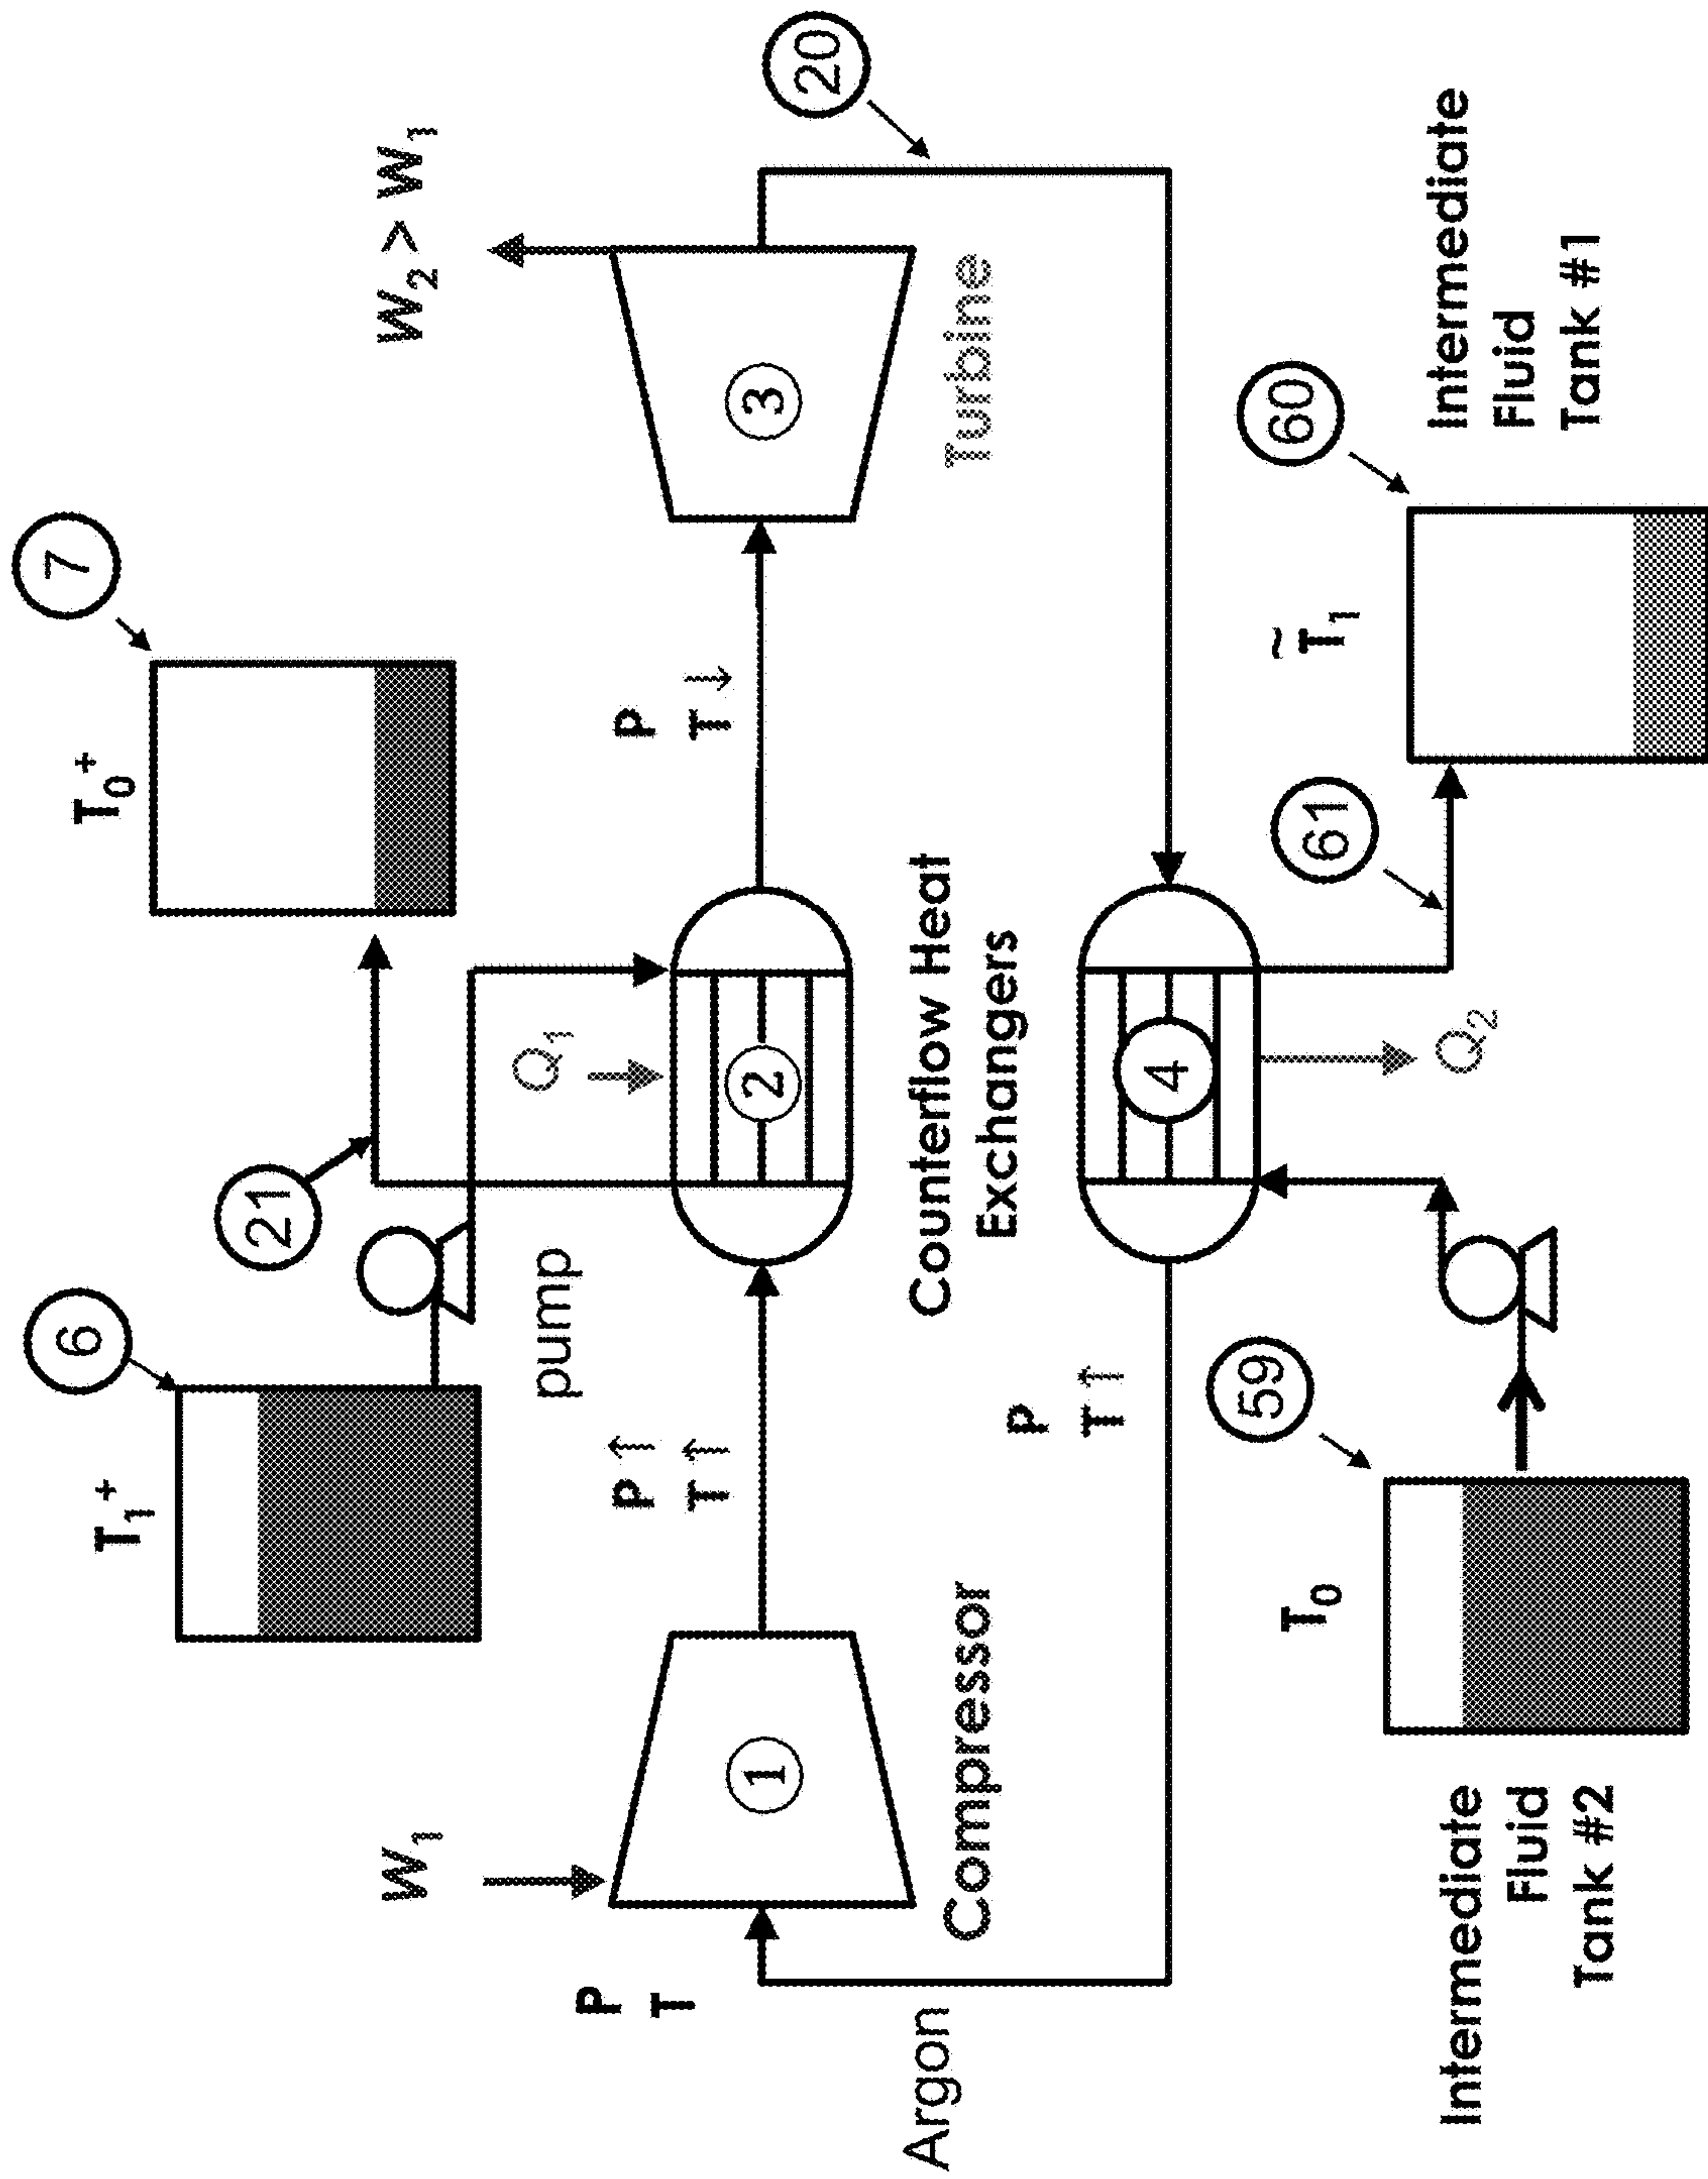 6
T₁⁺
21
7
T₀⁺
pump
Q₁
W₁
W₂ > W₁
20
P
T
P↑
T↑
P
T↓
1
2
3
Compressor
Turbine
Counterflow Heat
Exchangers
Argon
P
T↑
4
Q₂
59
T₀
61
60
T̃₁
Intermediate
Fluid
Tank #2
Intermediate
Fluid
Tank #1